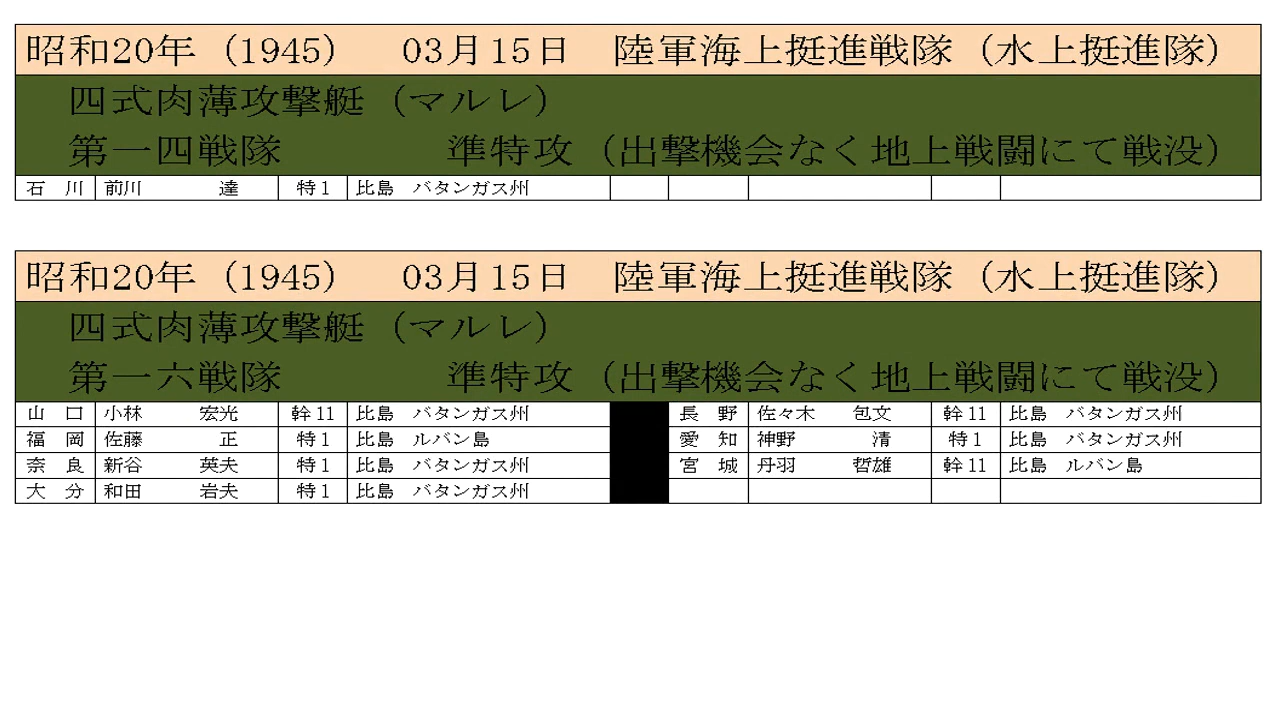 昭和20年（1945）　03月15日　陸軍海上挺進戦隊（水上挺進隊）
四式肉薄攻撃艇（マルレ）
第一四戦隊　　　　準特攻（出撃機会なく地上戦闘にて戦没）
石　川　前川　達　特1　比島　バタンガス州
昭和20年（1945）　03月15日　陸軍海上挺進戦隊（水上挺進隊）
四式肉薄攻撃艇（マルレ）
第一六戦隊　　　　準特攻（出撃機会なく地上戦闘にて戦没）
山　口　小林　宏光　幹11　比島　バタンガス州　長　野　佐々木　包文　幹11　比島　バタンガス州
福　岡　佐藤　正　特1　比島　ルバン島　愛　知　神野　清　特1　比島　バタンガス州
奈　良　新谷　英夫　特1　比島　バタンガス州　宮　城　丹羽　哲雄　幹11　比島　ルバン島
大　分　和田　岩夫　特1　比島　バタンガス州